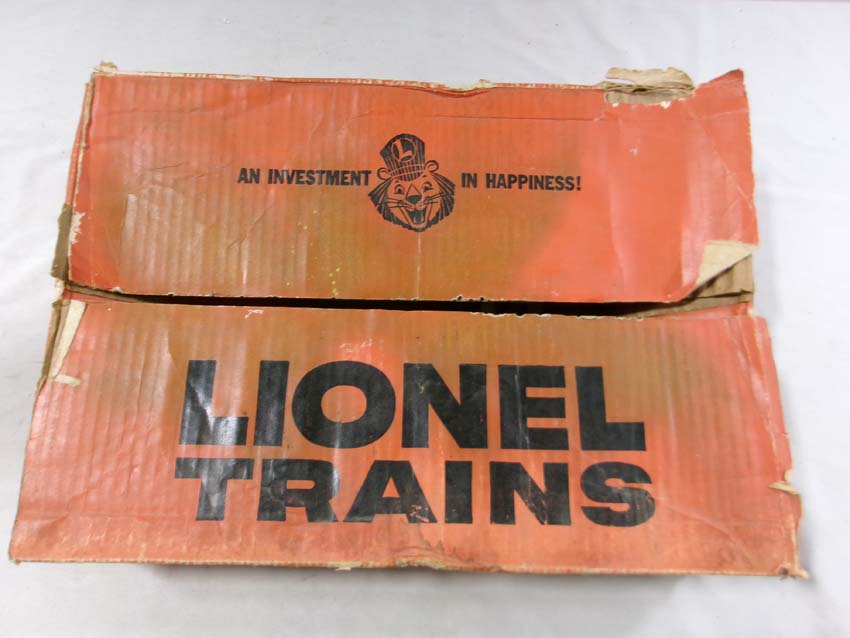 AN INVESTMENT L IN HAPPINESS!
LIONEL
TRAINS